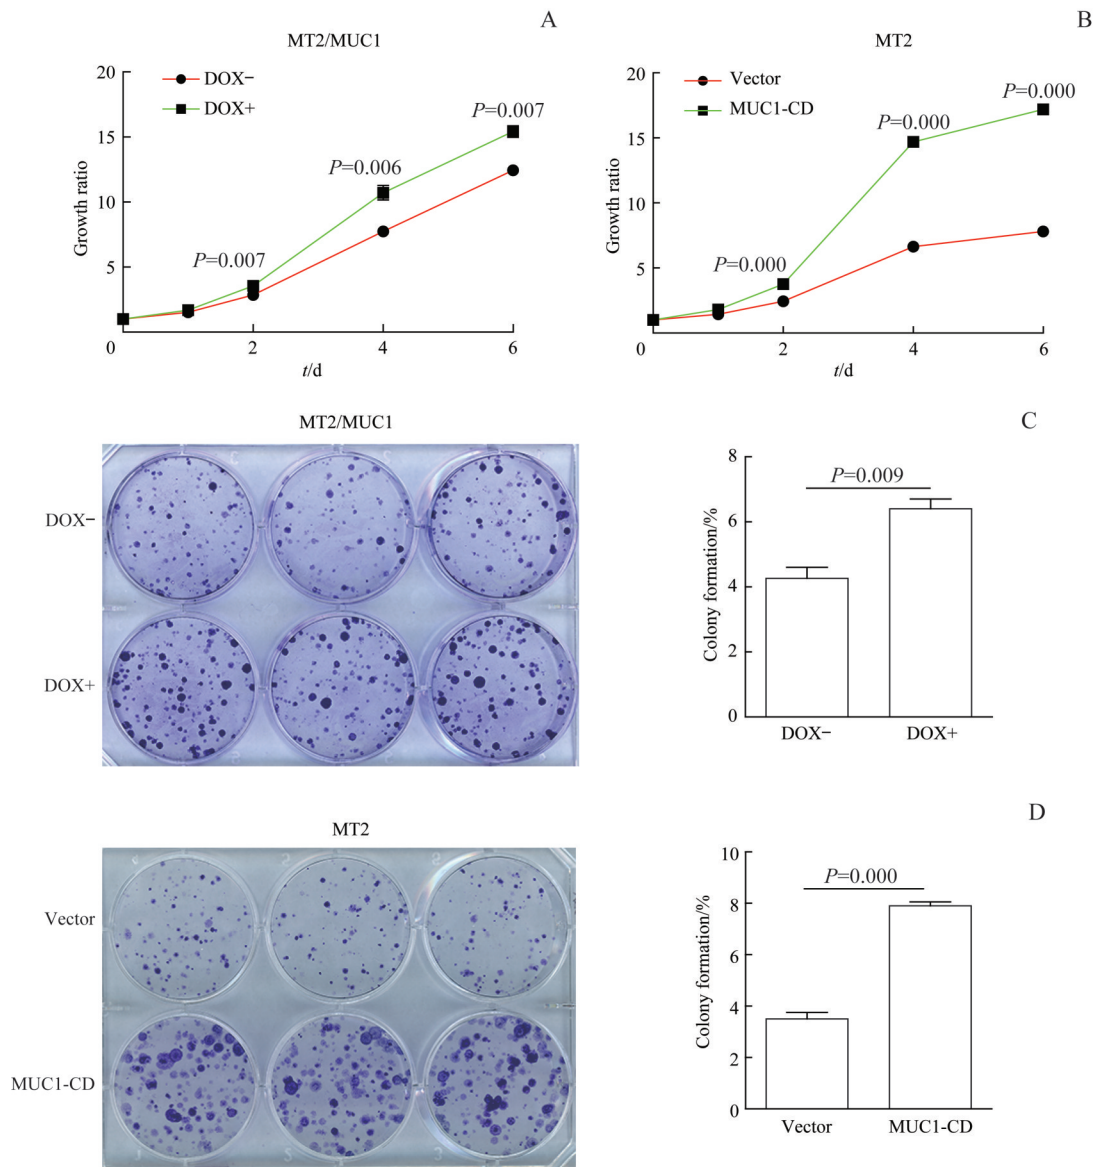 A
MT2/MUC1
20
15
10
5
0
2
4
6
Growth ratio
t/d
DOX−
DOX+
P=0.007
P=0.006
P=0.007
B
MT2
20
15
10
5
0
2
4
6
Growth ratio
t/d
Vector
MUC1-CD
P=0.000
P=0.000
P=0.000
MT2/MUC1
DOX−
DOX+
C
8
6
4
2
0
Colony formation/%
P=0.009
DOX−
DOX+
MT2
Vector
MUC1-CD
D
10
8
6
4
2
0
Colony formation/%
P=0.000
Vector
MUC1-CD